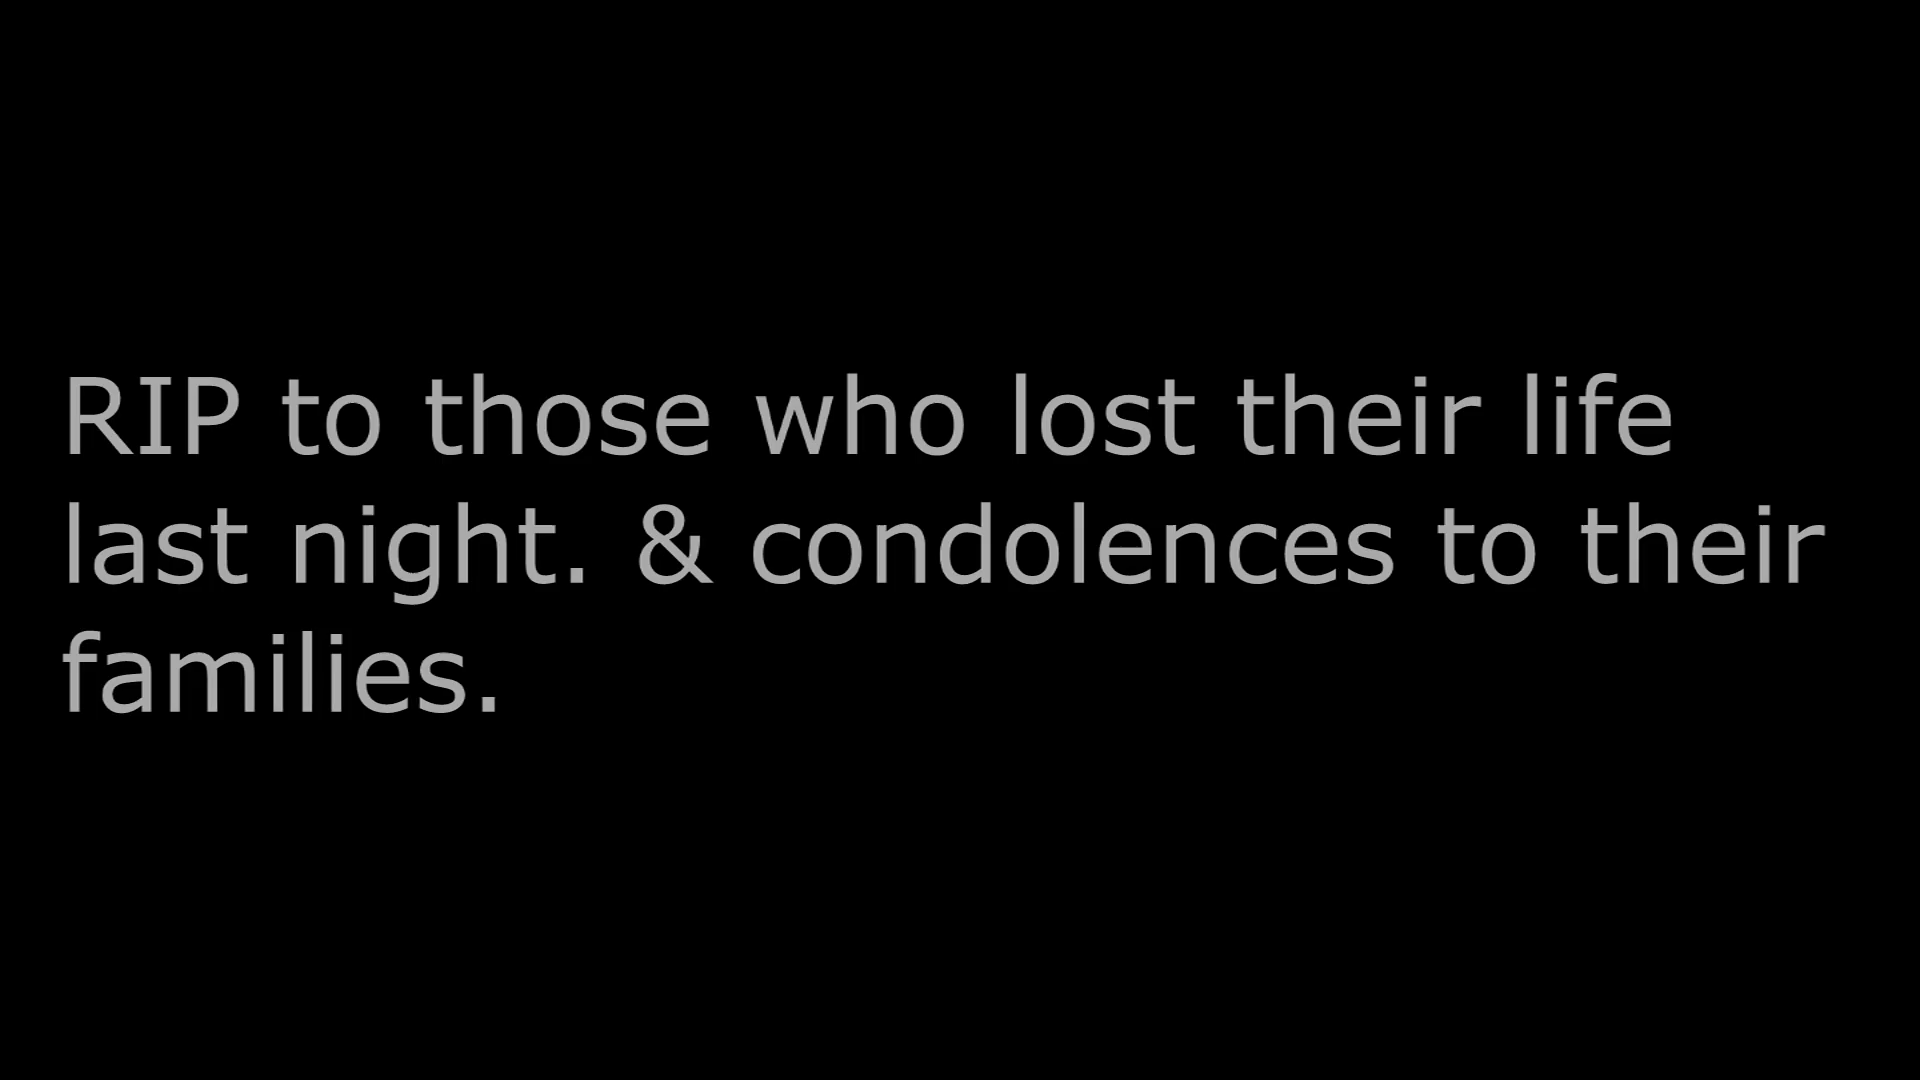 RIP to those who lost their life
last night. & condolences to their
families.